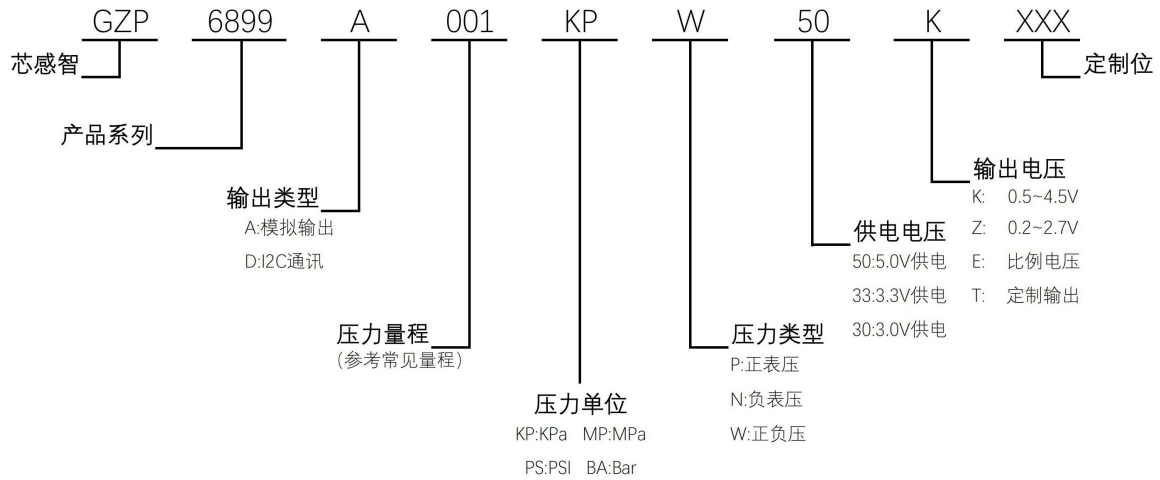 GZP 6899 A 001 KP W 50 K XXX
芯感智
定制位
产品系列
输出类型
A:模拟输出
D:I2C通讯
压力量程
(参考常见量程)
压力单位
KP:KPa MP:MPa
PS:PSI BA:Bar
压力类型
P:正表压
N:负表压
W:正负压
供电电压
50:5.0V供电
33:3.3V供电
30:3.0V供电
输出电压
K: 0.5~4.5V
Z: 0.2~2.7V
E: 比例电压
T: 定制输出